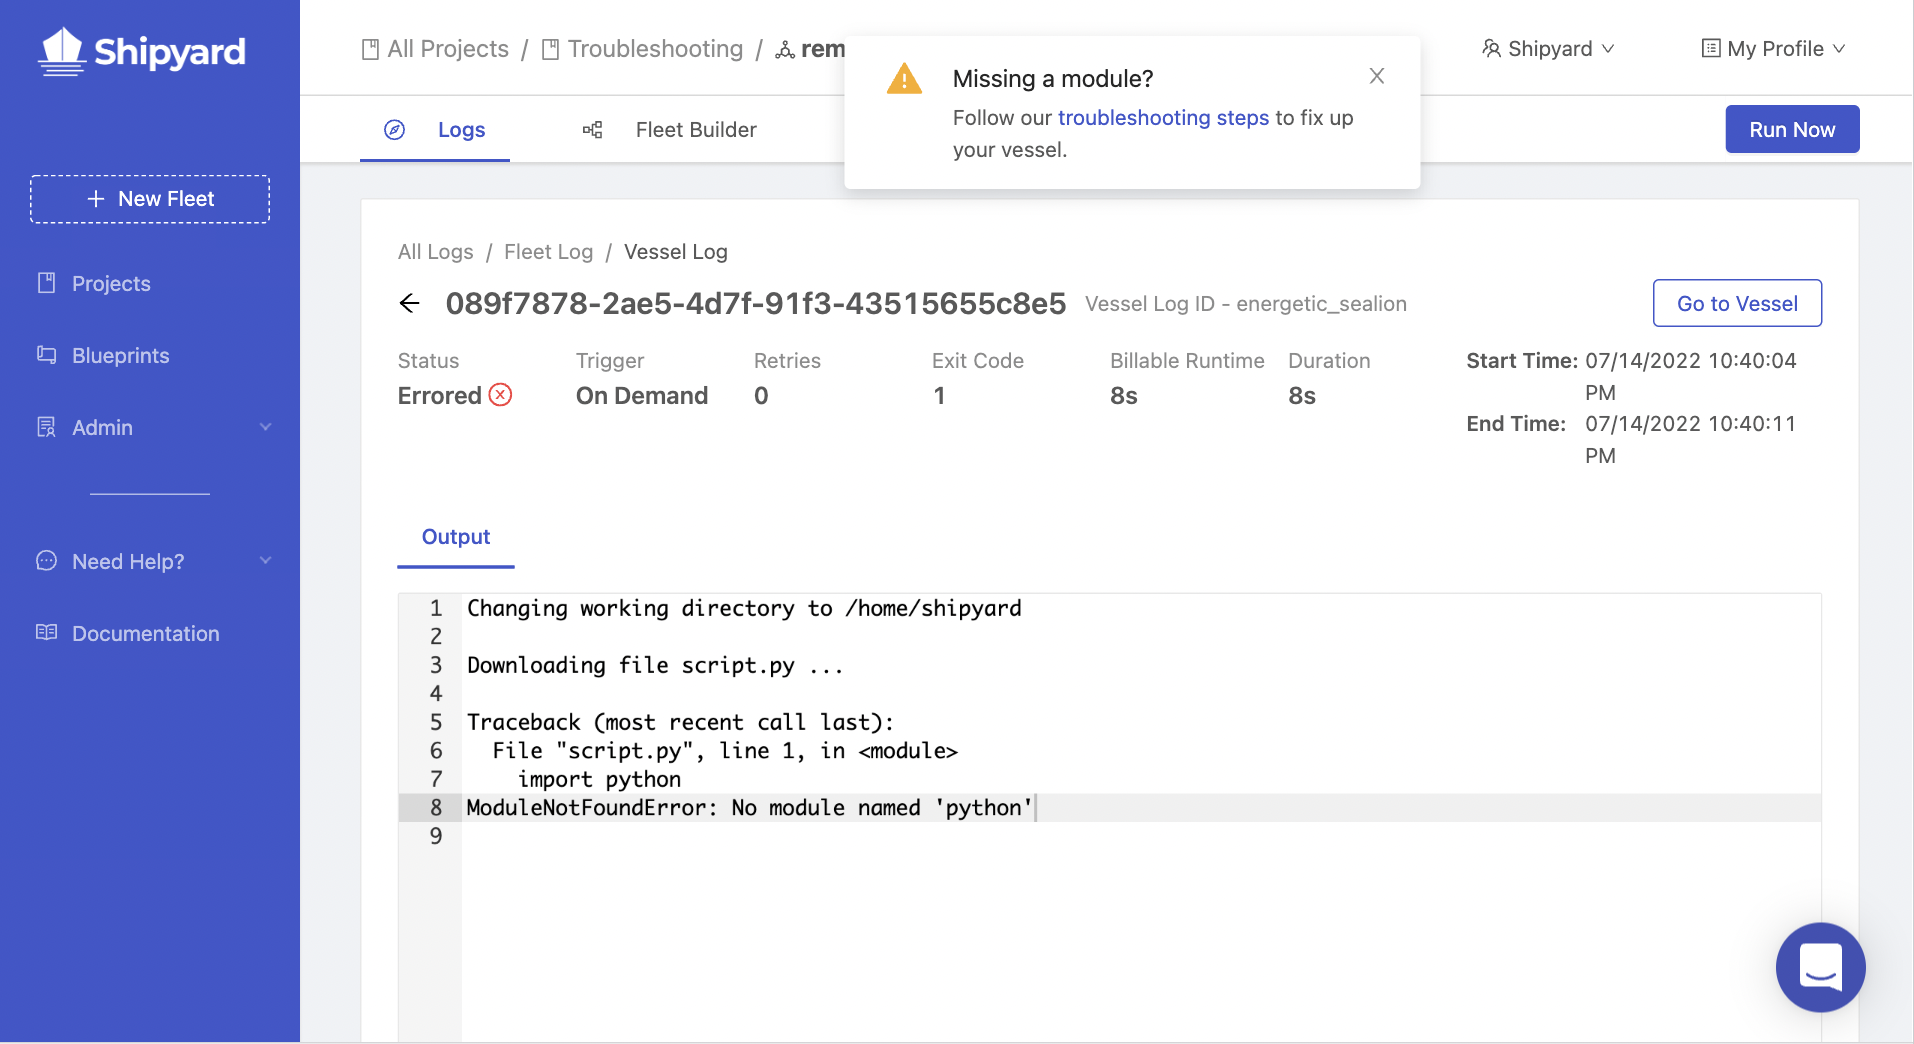 Shipyard
New Fleet
Projects
Blueprints
Admin
Need Help?
Documentation
All Projects / Troubleshooting / rem
Shipyard
My Profile
Missing a module?
Follow our troubleshooting steps to fix up
your vessel.
Logs
Fleet Builder
Run Now
All Logs / Fleet Log / Vessel Log
089f7878-2ae5-4d7f-91f3-43515655c8e5 Vessel Log ID - energetic_sealion
Go to Vessel
Status
Errored
Trigger
On Demand
Retries
0
Exit Code
1
Billable Runtime
8s
Duration
8s
Start Time: 07/14/2022 10:40:04
PM
End Time: 07/14/2022 10:40:11
PM
Output
1 Changing working directory to /home/shipyard
2
3 Downloading file script.py ...
4
5 Traceback (most recent call last):
6 File "script.py", line 1, in <module>
7 import python
8 ModuleNotFoundError: No module named 'python'
9